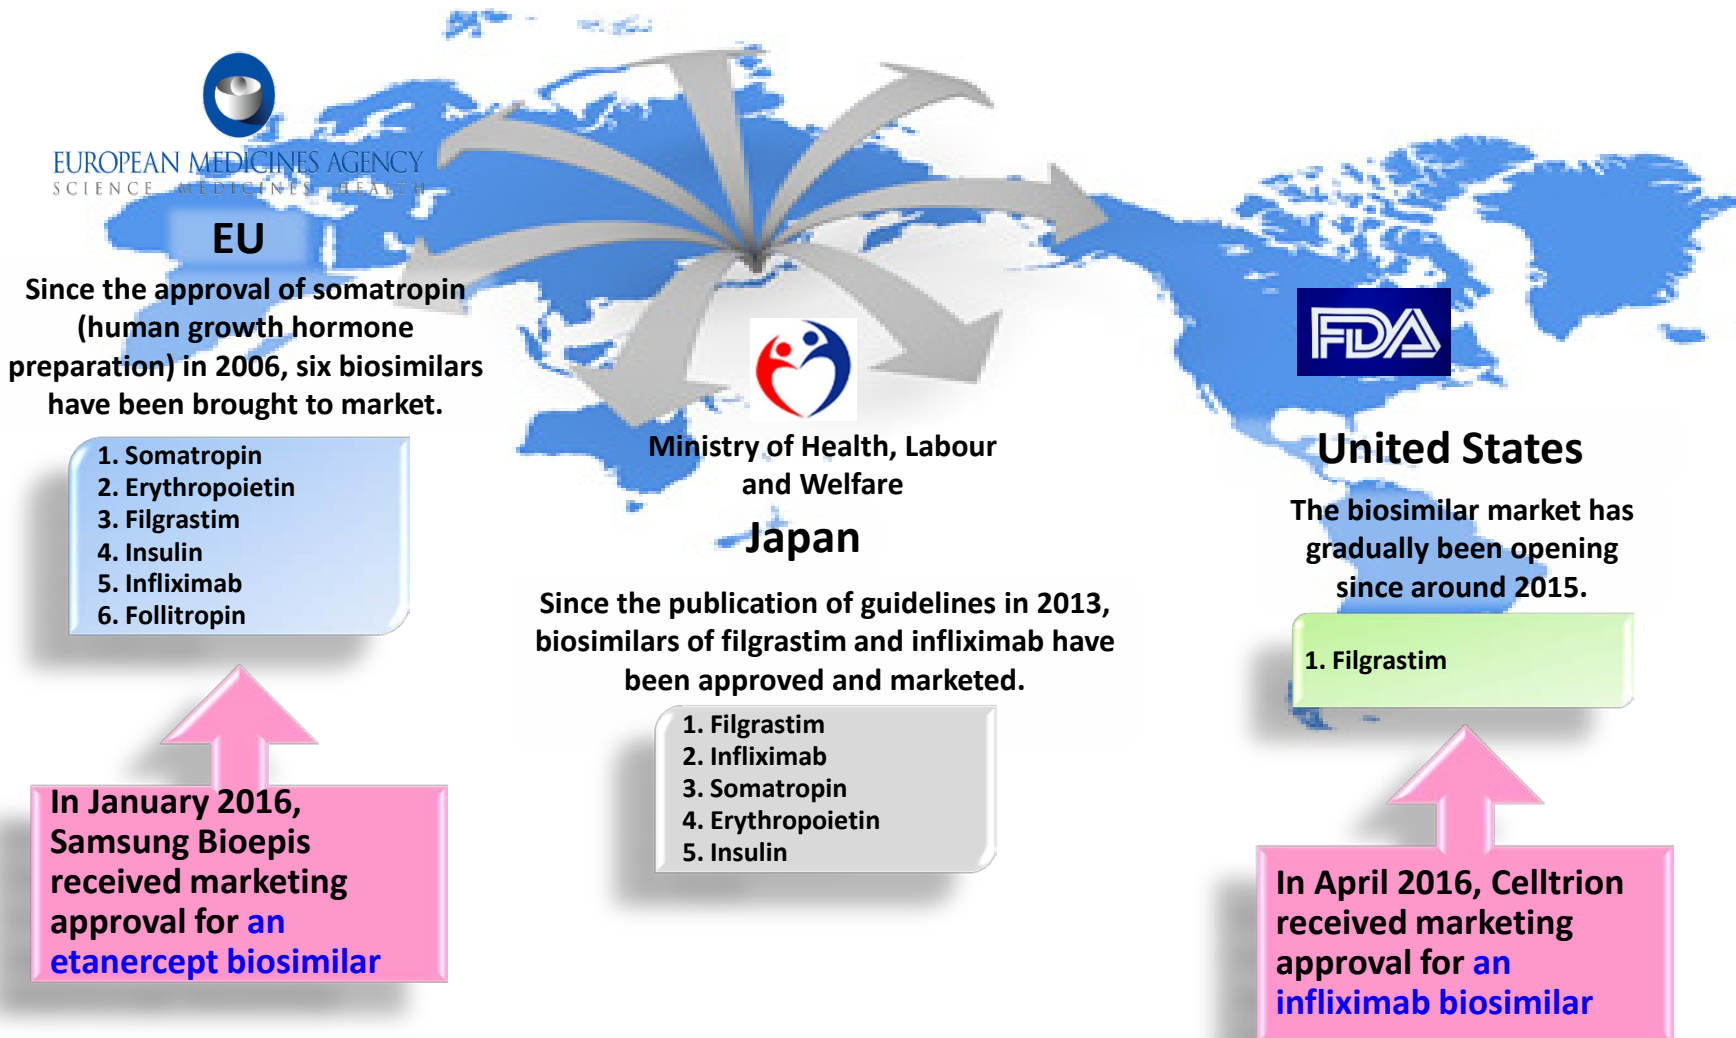 EUROPEAN MEDICINES AGENCY
SCIENCE MEDICINES HEALTH
EU
Since the approval of somatropin
(human growth hormone
preparation) in 2006, six biosimilars
have been brought to market.
1. Somatropin
2. Erythropoietin
3. Filgrastim
4. Insulin
5. Infliximab
6. Follitropin
In January 2016,
Samsung Bioepis
received marketing
approval for an
etanercept biosimilar
Ministry of Health, Labour
and Welfare
Japan
Since the publication of guidelines in 2013,
biosimilars of filgrastim and infliximab have
been approved and marketed.
1. Filgrastim
2. Infliximab
3. Somatropin
4. Erythropoietin
5. Insulin
FDA
United States
The biosimilar market has
gradually been opening
since around 2015.
1. Filgrastim
In April 2016, Celltrion
received marketing
approval for an
infliximab biosimilar